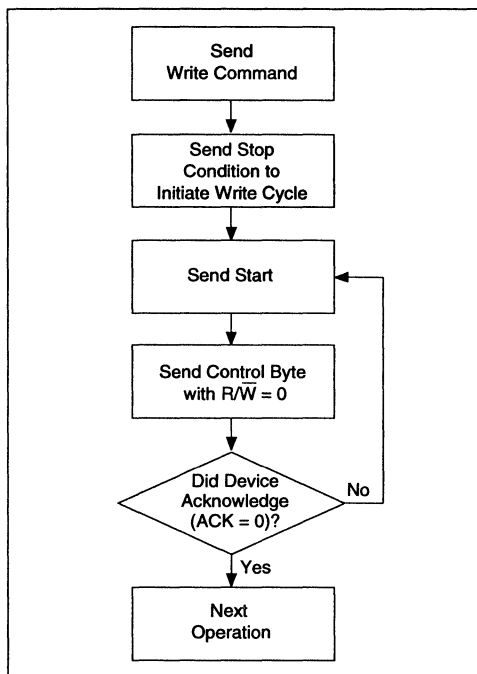 Send
Write Command
Send Stop
Condition to
Initiate Write Cycle
Send Start
Send Control Byte
with R/W̅ = 0
Did Device
Acknowledge
(ACK = 0)?
No
Yes
Next
Operation